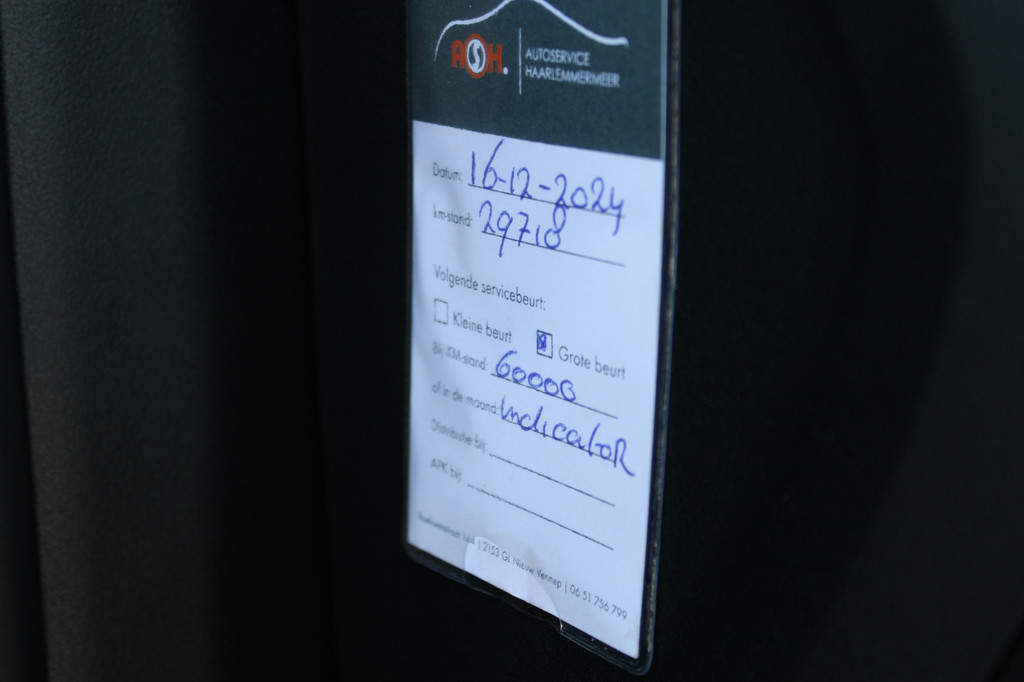 ASH. AUTOSERVICE
HAARLEMMERMEER
Datum: 16-12-2024
km-stand: 29718
Volgende servicebeurt:
Kleine beurt Grote beurt
Bij KM-stand: 60000
of in de maand: IndicatoR
Distributie bij:
APK bij:
| 2153 GL Nieuw Vennep | 06 51 756 799